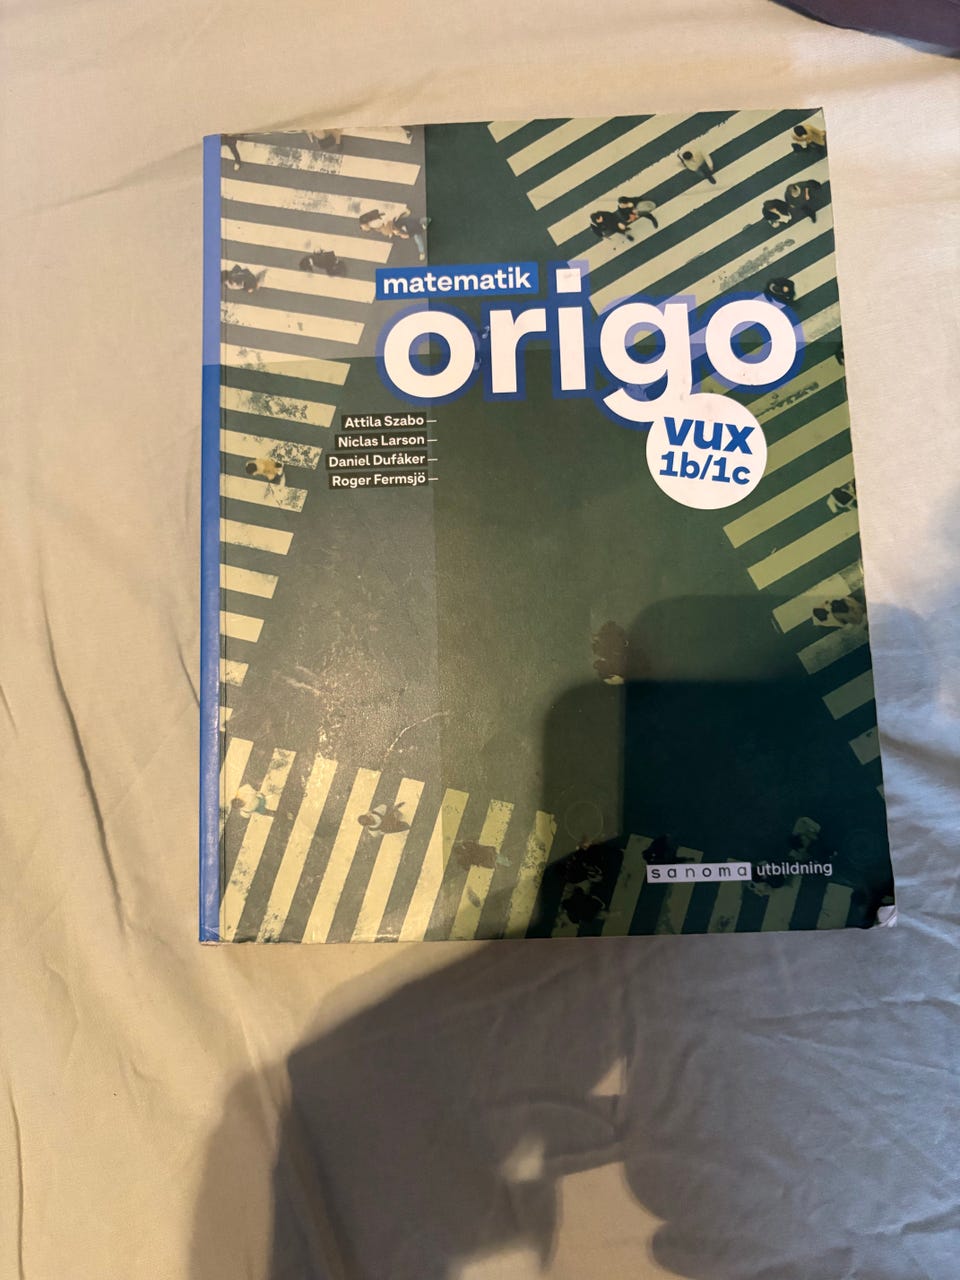 matematik
origo
vux
1b/1c
Attila Szabo
Niclas Larson
Daniel Dufåker
Roger Fermsjö
sanoma utbildning